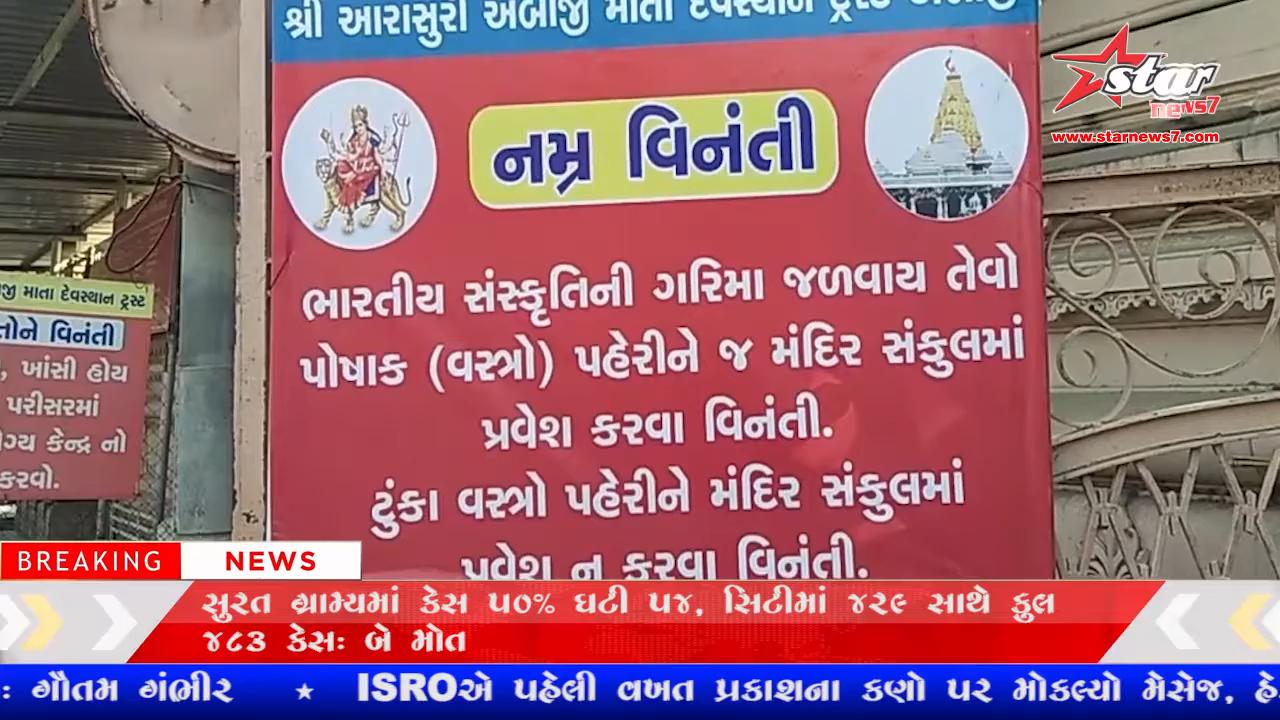 શ્રી આરાસુરી અંબાજી માતા દેવસ્થાન ટ્રસ્ટ
star
news7
www.starnews7.com
નમ્ર વિનંતી
ભારતીય સંસ્કૃતિની ગરિમા જળવાય તેવો
પોષાક (વસ્ત્રો) પહેરીને જ મંદિર સંકુલમાં
પ્રવેશ કરવા વિનંતી.
ટુંકા વસ્ત્રો પહેરીને મંદિર સંકુલમાં
પ્રવેશ ન કરવા વિનંતી.
માતા દેવસ્થાન ટ્રસ્ટ
વિનંતી
, ખાંસી હોય
પરીસરમાં
કેન્દ્ર નો
કરવો.
BREAKING NEWS
સુરત ગ્રામ્યમાં કેસ ૫૦% ઘટી ૫૪, સિટીમાં ૪૨૯ સાથે કુલ
૪૮૩ કેસઃ બે મોત
: ગૌતમ ગંભીર ★ ISROએ પહેલી વખત પ્રકાશના કણો પર મોકલ્યો મેસેજ,